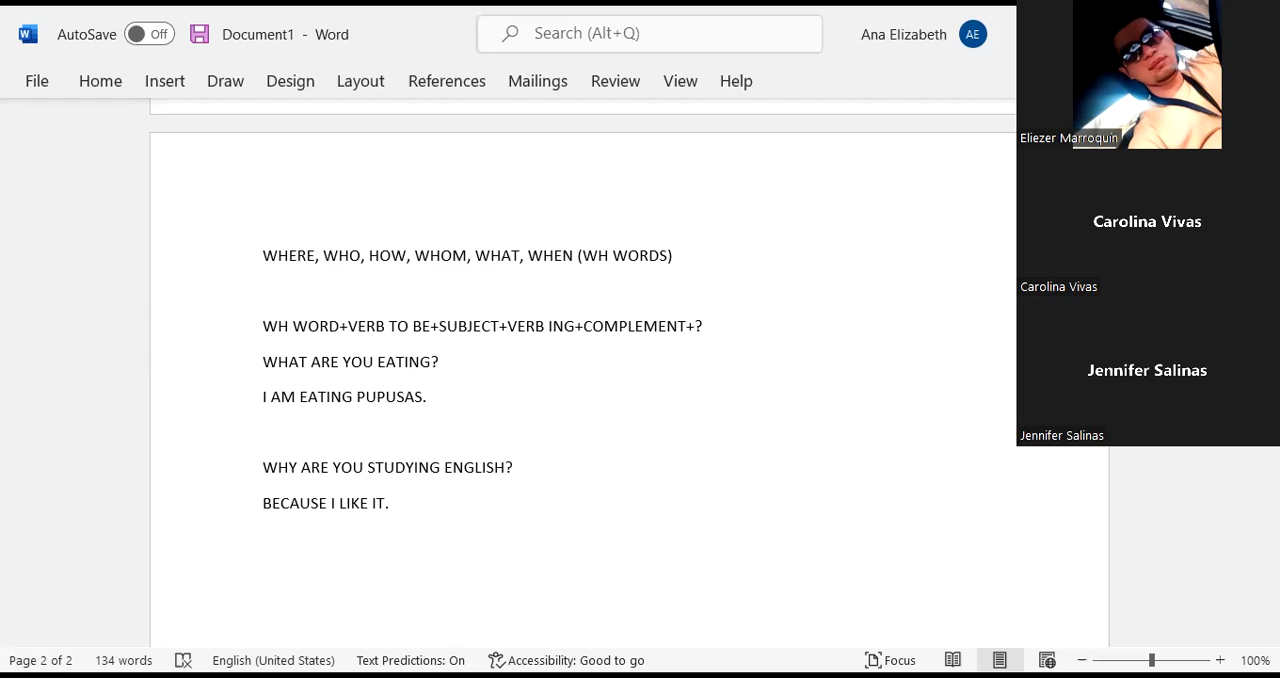 AutoSave Off Document1 - Word Search (Alt+Q) Ana Elizabeth AE
File Home Insert Draw Design Layout References Mailings Review View Help
WHERE, WHO, HOW, WHOM, WHAT, WHEN (WH WORDS)
WH WORD+VERB TO BE+SUBJECT+VERB ING+COMPLEMENT+?
WHAT ARE YOU EATING?
I AM EATING PUPUSAS.
WHY ARE YOU STUDYING ENGLISH?
BECAUSE I LIKE IT.
Eliezer Marroquin
Carolina Vivas
Carolina Vivas
Jennifer Salinas
Jennifer Salinas
Page 2 of 2 134 words English (United States) Text Predictions: On Accessibility: Good to go Focus 100%